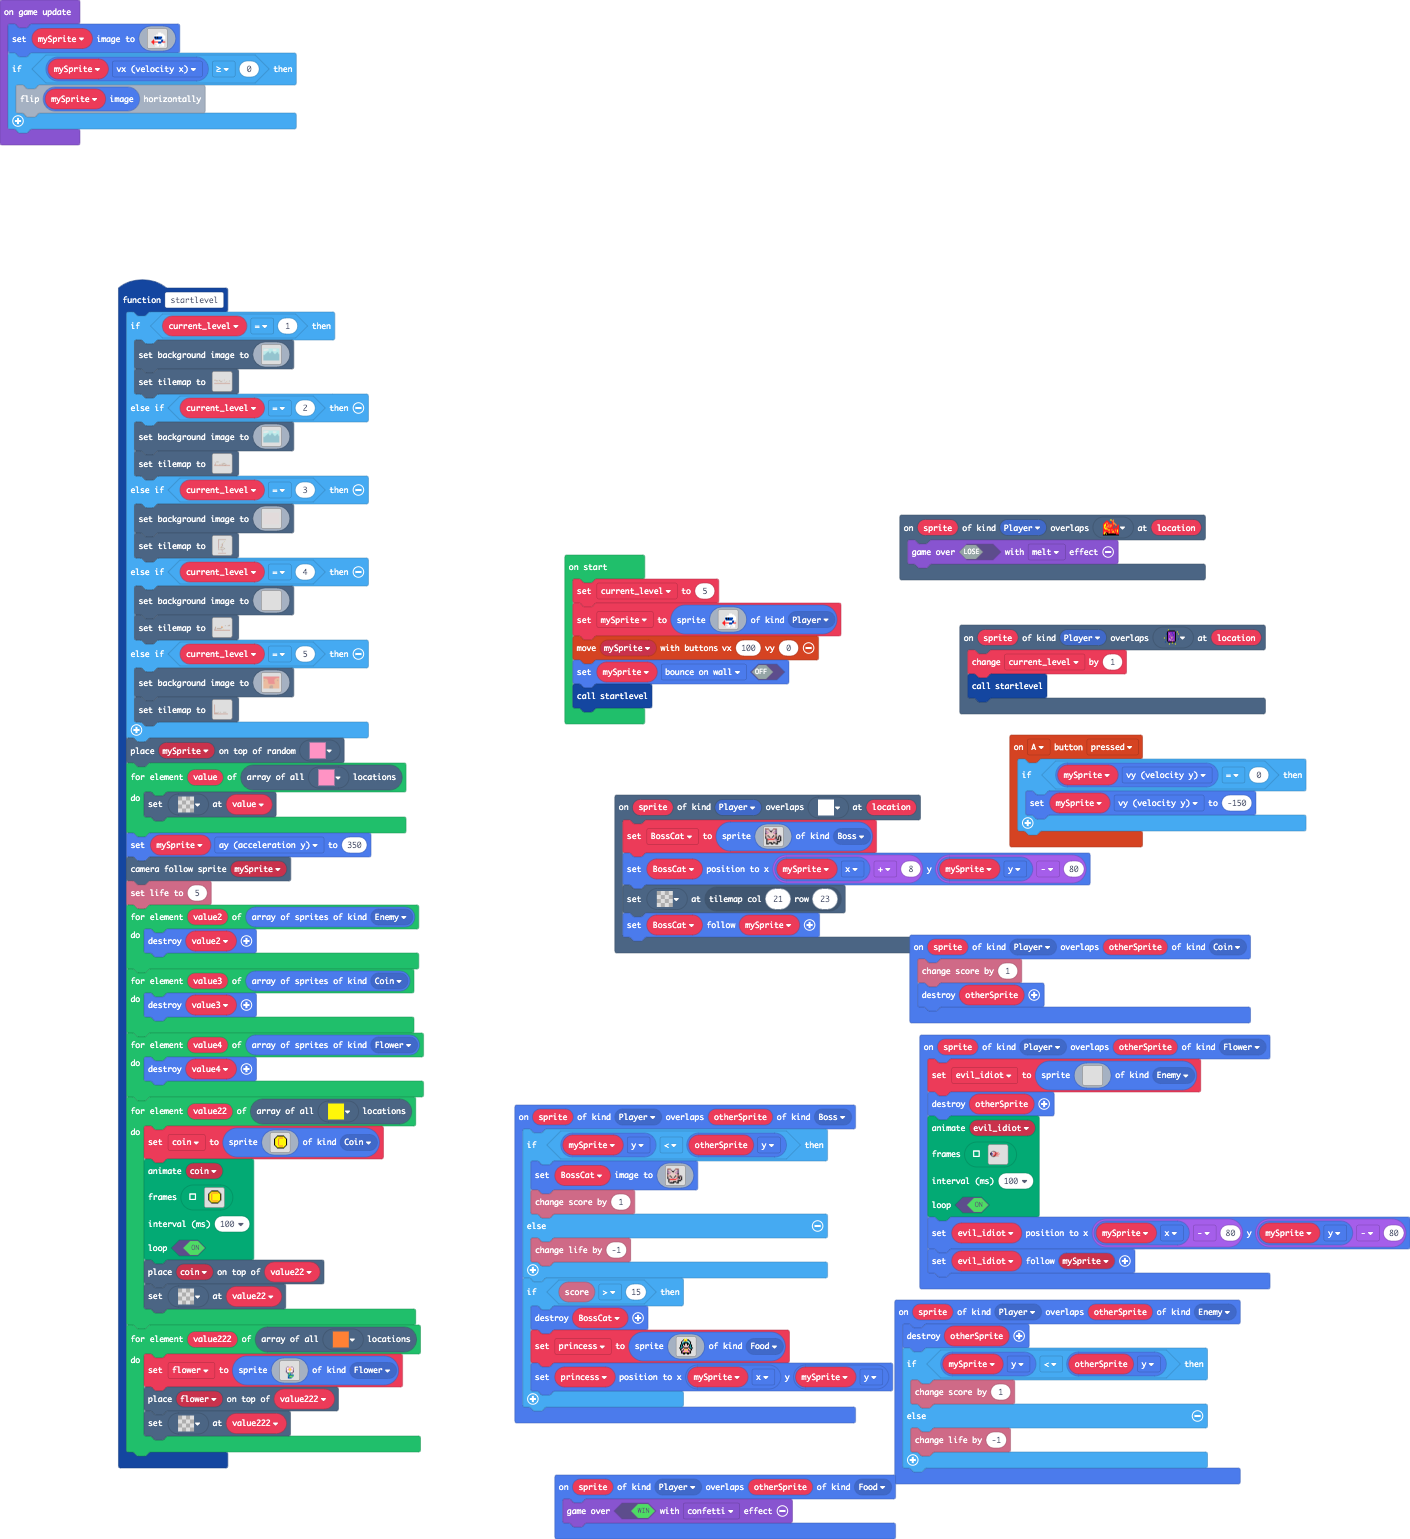 on game update
set mySprite image to
if mySprite vx (velocity x) ≥ 0 then
flip mySprite image horizontally
function startlevel
if current_level = 1 then
set background image to
set tilemap to
else if current_level = 2 then
set background image to
set tilemap to
else if current_level = 3 then
set background image to
set tilemap to
else if current_level = 4 then
set background image to
set tilemap to
else if current_level = 5 then
set background image to
set tilemap to
place mySprite on top of random
for element value of array of all locations
do set at value
set mySprite ay (acceleration y) to 350
camera follow sprite mySprite
set life to 5
for element value2 of array of sprites of kind Enemy
do destroy value2
for element value3 of array of sprites of kind Coin
do destroy value3
for element value4 of array of sprites of kind Flower
do destroy value4
for element value22 of array of all locations
do set coin to sprite of kind Coin
animate coin
frames
interval (ms) 100
loop ON
place coin on top of value22
set at value22
for element value222 of array of all locations
do set flower to sprite of kind Flower
place flower on top of value222
set at value222
on start
set current_level to 5
set mySprite to sprite of kind Player
move mySprite with buttons vx 100 vy 0
set mySprite bounce on wall OFF
call startlevel
on sprite of kind Player overlaps at location
game over LOSE with melt effect
on sprite of kind Player overlaps at location
change current_level by 1
call startlevel
on A button pressed
if mySprite vy (velocity y) = 0 then
set mySprite vy (velocity y) to -150
on sprite of kind Player overlaps at location
set BossCat to sprite of kind Boss
set BossCat position to x mySprite x + 8 y mySprite y - 80
set at tilemap col 21 row 23
set BossCat follow mySprite
on sprite of kind Player overlaps otherSprite of kind Coin
change score by 1
destroy otherSprite
on sprite of kind Player overlaps otherSprite of kind Flower
set evil_idiot to sprite of kind Enemy
destroy otherSprite
animate evil_idiot
frames
interval (ms) 100
loop ON
set evil_idiot position to x mySprite x - 80 y mySprite y - 80
set evil_idiot follow mySprite
on sprite of kind Player overlaps otherSprite of kind Boss
if mySprite y < otherSprite y then
set BossCat image to
change score by 1
else
change life by -1
if score > 15 then
destroy BossCat
set princess to sprite of kind Food
set princess position to x mySprite x y mySprite y
on sprite of kind Player overlaps otherSprite of kind Enemy
destroy otherSprite
if mySprite y < otherSprite y then
change score by 1
else
change life by -1
on sprite of kind Player overlaps otherSprite of kind Food
game over WIN with confetti effect